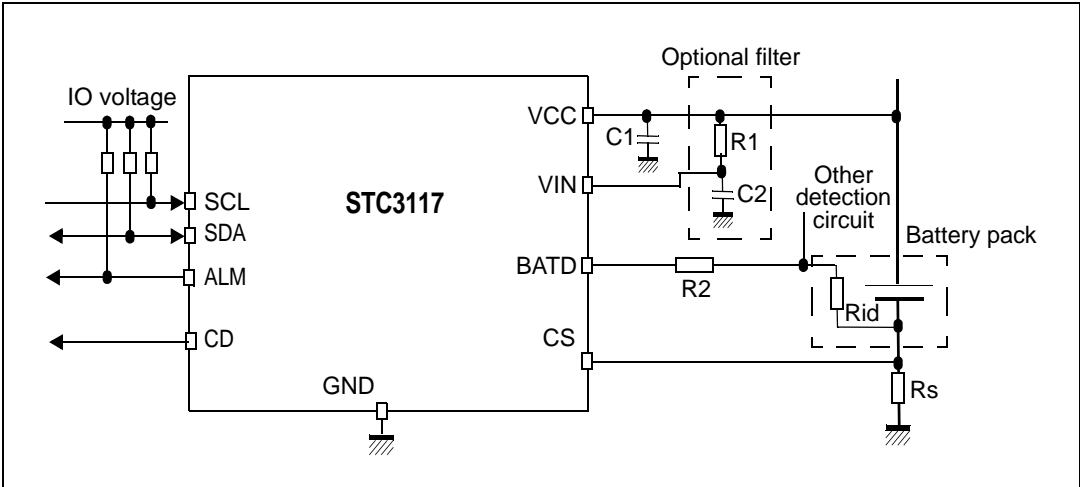 Optional filter
IO voltage
VCC
C1
R1
VIN
C2
STC3117
Other
detection
circuit
SCL
SDA
Battery pack
BATD
R2
ALM
Rid
CD
CS
GND
Rs